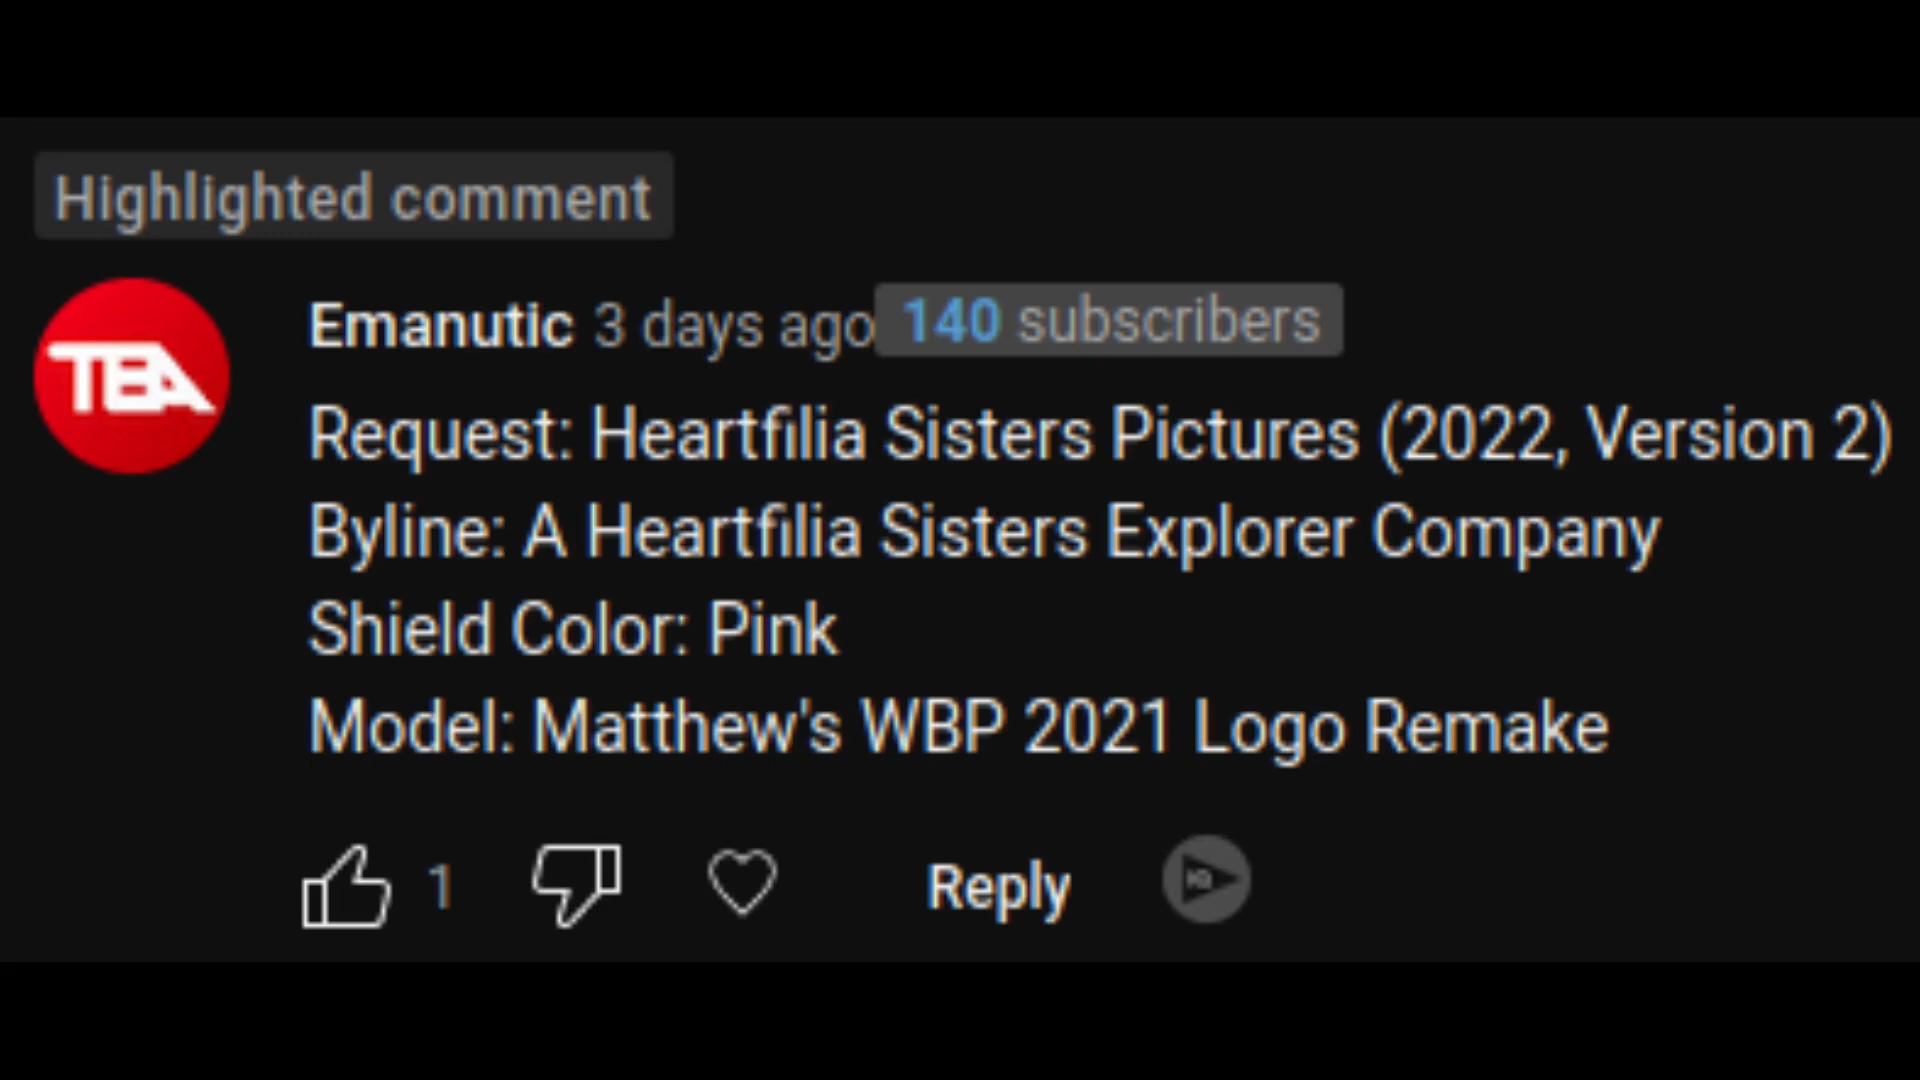 Highlighted comment
TEA
Emanutic 3 days ago 140 subscribers
Request: Heartfilia Sisters Pictures (2022, Version 2)
Byline: A Heartfilia Sisters Explorer Company
Shield Color: Pink
Model: Matthew's WBP 2021 Logo Remake
1
Reply